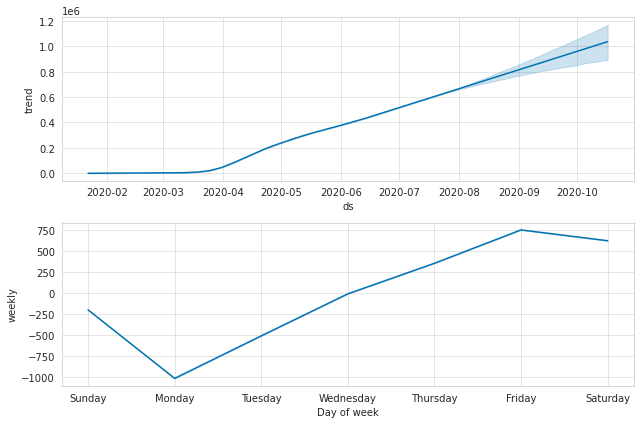 1e6
1.2
1.0
0.8
0.6
0.4
0.2
0.0
trend
2020-02 2020-03 2020-04 2020-05 2020-06 2020-07 2020-08 2020-09 2020-10
ds
750
500
250
0
−250
−500
−750
−1000
weekly
Sunday Monday Tuesday Wednesday Thursday Friday Saturday
Day of week